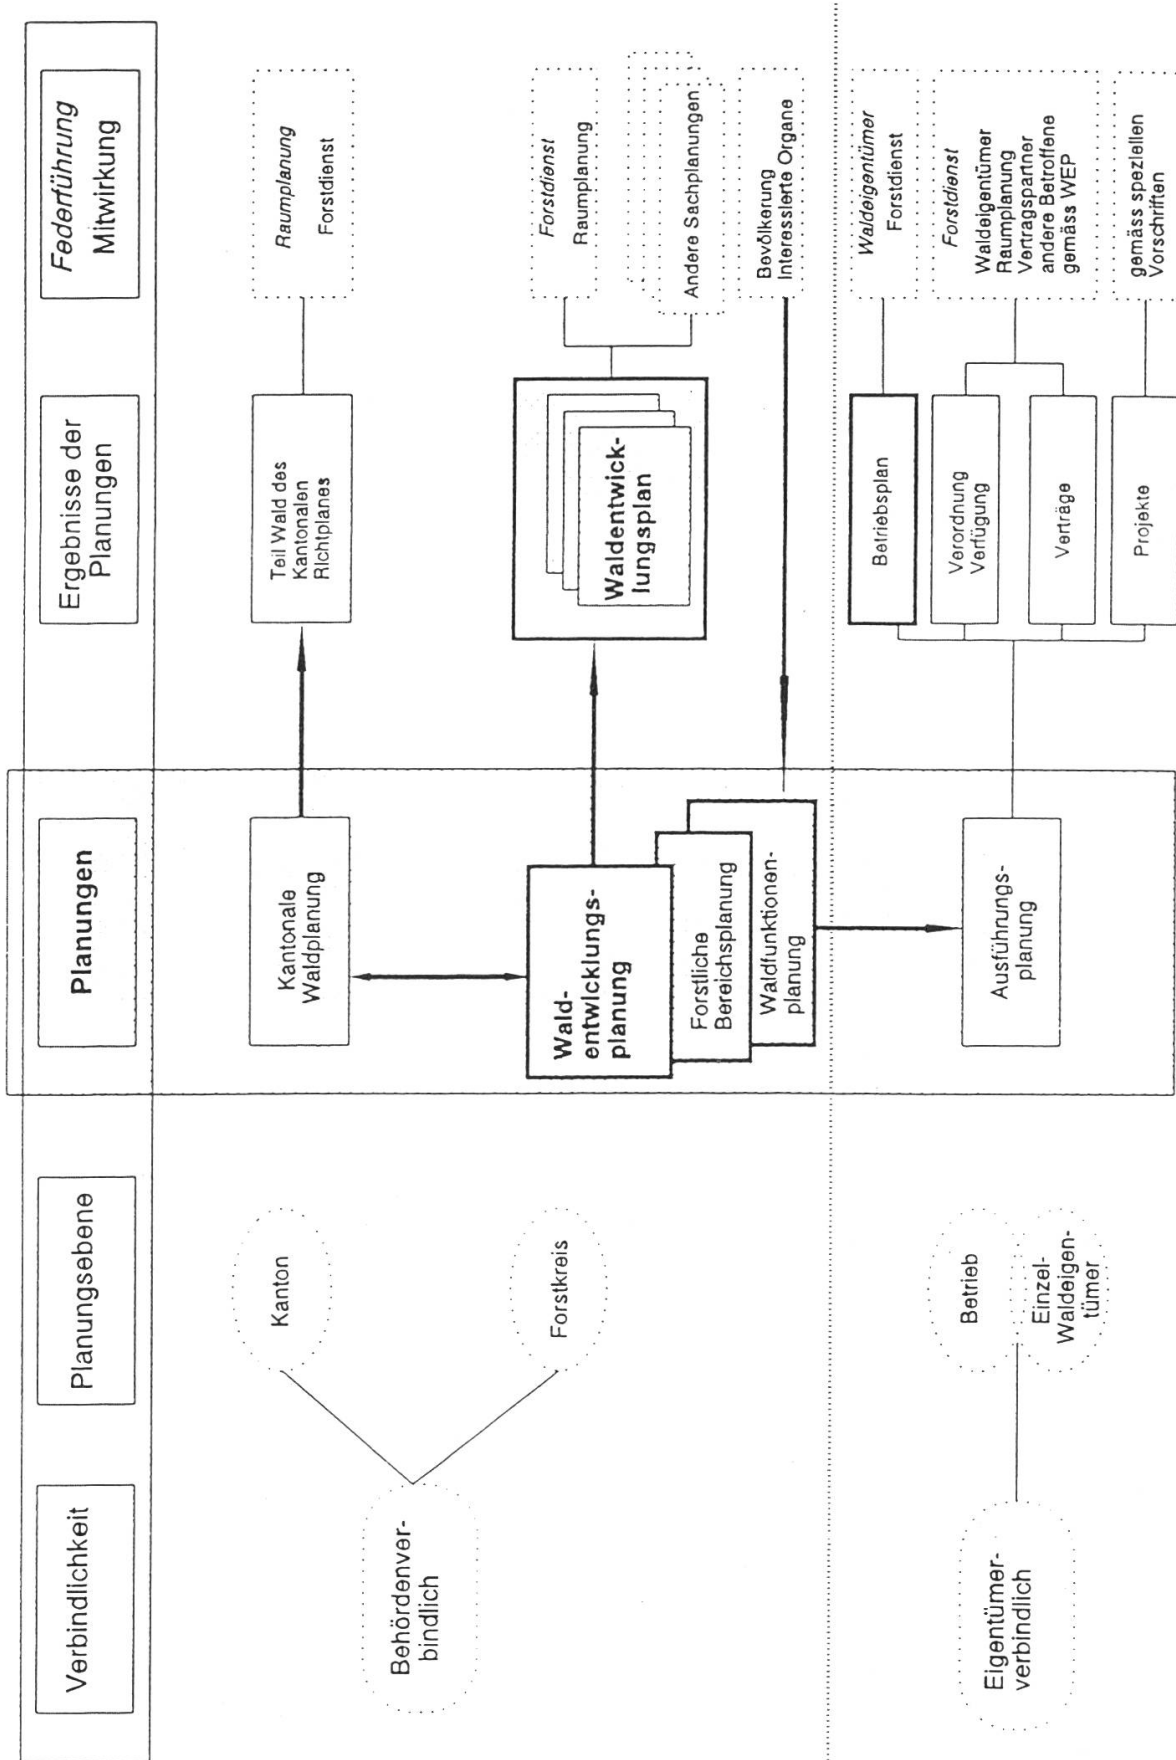 Verbindlichkeit
Planungsebene
Planungen
Ergebnisse der
Planungen
Federführung
Mitwirkung
Behördenver-
bindlich
Kanton
Kantonale
Waldplanung
Teil Wald des
Kantonalen
Richtplanes
Raumplanung
Forstdienst
Forstkreis
Wald-
entwicklungs-
planung
Forstliche
Bereichsplanung
Waldfunktionen-
planung
Waldentwick-
lungsplan
Forstdienst
Raumplanung
Andere Sachplanungen
Bevölkerung
Interessierte Organe
Eigentümer-
verbindlich
Betrieb
Einzel-
Waldeigen-
tümer
Ausführungs-
planung
Betriebsplan
Waldeigentümer
Forstdienst
Verordnung
Verfügung
Verträge
Forstdienst
Waldeigentümer
Raumplanung
Vertragspartner
andere Betroffene
gemäss WEP
Projekte
gemäss speziellen
Vorschriften